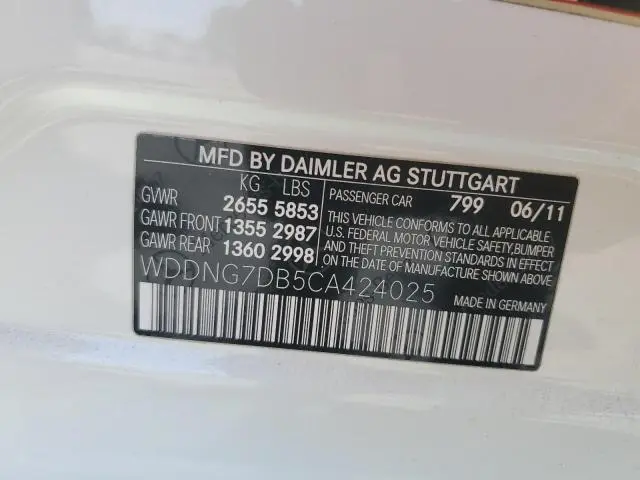 MFD BY DAIMLER AG STUTTGART
KG LBS
GVWR 2655 5853
GAWR FRONT 1355 2987
GAWR REAR 1360 2998
PASSENGER CAR 799 06/11
THIS VEHICLE CONFORMS TO ALL APPLICABLE
U.S. FEDERAL MOTOR VEHICLE SAFETY, BUMPER
AND THEFT PREVENTION STANDARDS IN EFFECT
ON THE DATE OF MANUFACTURE SHOWN ABOVE
WDDNG7DB5CA424025
MADE IN GERMANY